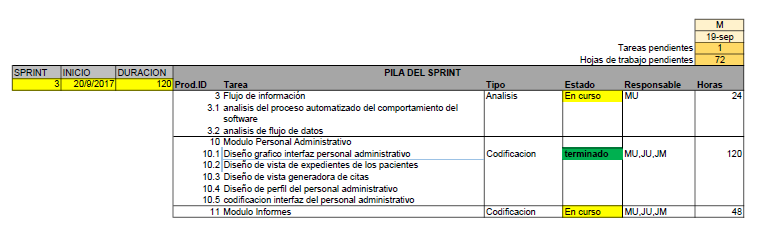 M
19-sep
Tareas pendientes 1
Hojas de trabajo pendientes 72
SPRINT INICIO DURACION PILA DEL SPRINT
3 20/9/2017 120 Prod.ID Tarea Tipo Estado Responsable Horas
3 Flujo de información Analisis En curso MU 24
3.1 analisis del proceso automatizado del comportamiento del
software
3.2 analisis de flujo de datos
10 Modulo Personal Administrativo
10.1 Diseño grafico interfaz personal administrativo Codificacion terminado MU,JU,JM 120
10.2 Diseño de vista de expedientes de los pacientes
10.3 Diseño de vista generadora de citas
10.4 Diseño de perfil del personal administrativo
10.5 codificacion interfaz del personal administrativo
11 Modulo Informes Codificacion En curso MU,JU,JM 48